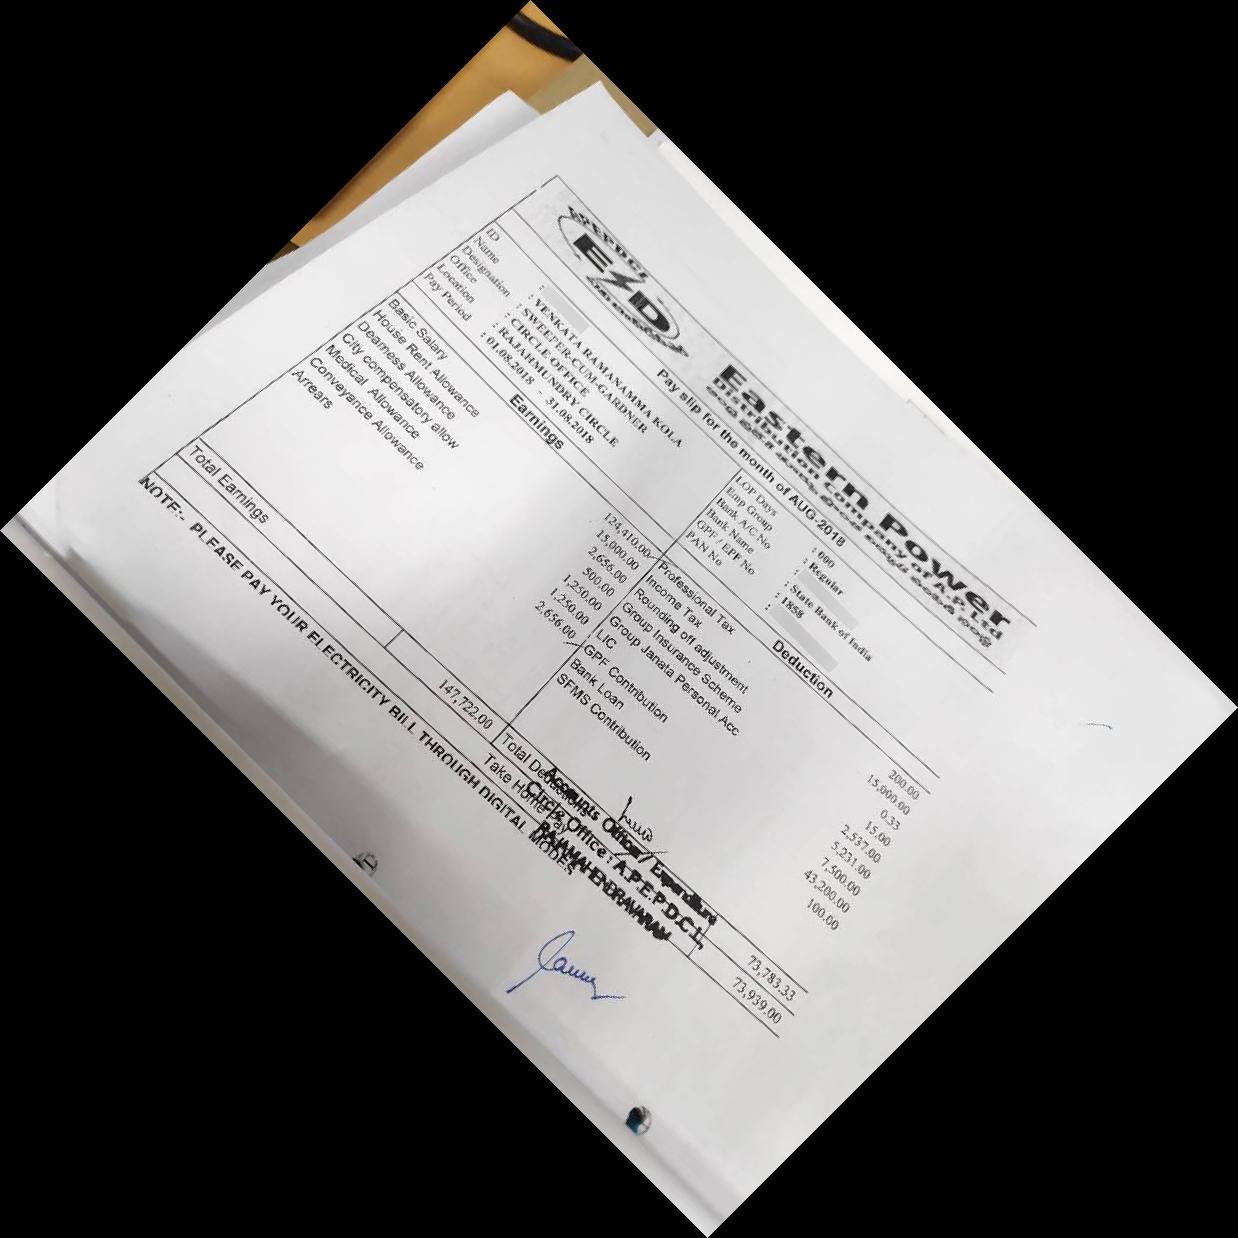 APEPDCL
Eastern Power
Distribution Company of A.P. Ltd
Pay slip for the month of AUG-2018
ID :
Name : VENKATA RAMANAMMA KOLA
Designation : SWEEPER-CUM-GARDNER
Office : CIRCLE OFFICE
Location : RAJAHMUNDRY CIRCLE
Pay Period : 01.08.2018 - 31.08.2018
LOP Days : 000
Emp Group : Regular
Bank A/C No :
Bank Name : State Bank of India
GPF / EPF No : 1858
PAN No :
Earnings
Basic Salary 124,410.00
House Rent Allowance 15,000.00
Dearness Allowance 2,656.00
City compensatory allow 500.00
Medical Allowance 1,250.00
Conveyance Allowance 1,250.00
Arrears 2,656.00
Total Earnings 147,722.00
Deduction
Professional Tax 200.00
Income Tax 15,000.00
Rounding off adjustment 0.33
Group Insurance Scheme 15.00
Group Janata Personal Acc 2,537.00
LIC 5,231.00
GPF Contribution 7,500.00
Bank Loan 43,200.00
SFMS Contribution 100.00
Total Deductions 73,783.33
Take Home Pay 73,939.00
Accounts Officer / Expenditure
Circle Office : A.P.E.P.D.C.L,
RAJAMAHENDRAVARAM
NOTE:- PLEASE PAY YOUR ELECTRICITY BILL THROUGH DIGITAL MODES